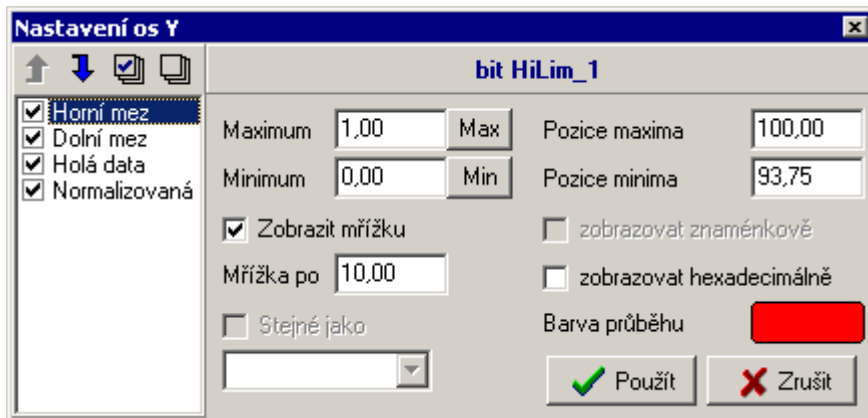 Nastavení os Y
bit HiLim_1
Horní mez
Dolní mez
Holá data
Normalizovaná
Maximum 1,00 Max Pozice maxima 100,00
Minimum 0,00 Min Pozice minima 93,75
Zobrazit mřížku zobrazovat znaménkově
Mřížka po 10,00 zobrazovat hexadecimálně
Stejné jako Barva průběhu
Použít Zrušit